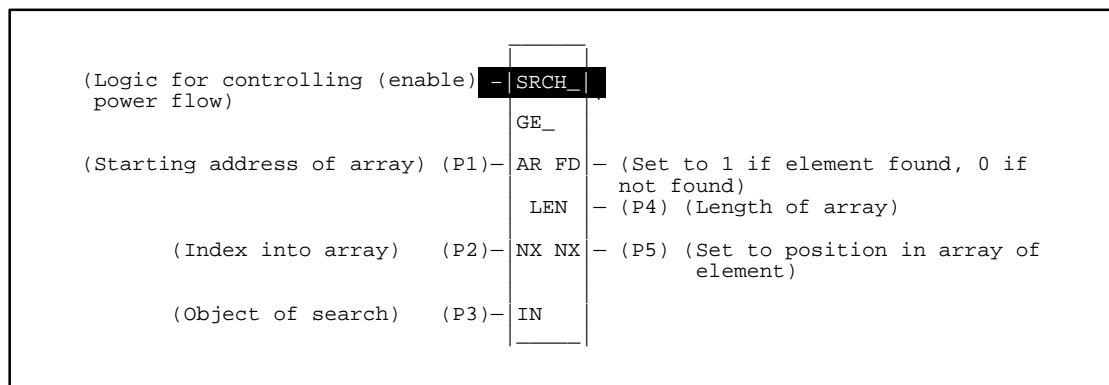 (Logic for controlling (enable) –|SRCH_|
power flow)
GE_
(Starting address of array) (P1)–|AR FD|– (Set to 1 if element found, 0 if
not found)
LEN |– (P4) (Length of array)
(Index into array) (P2)–|NX NX|– (P5) (Set to position in array of
element)
(Object of search) (P3)–|IN